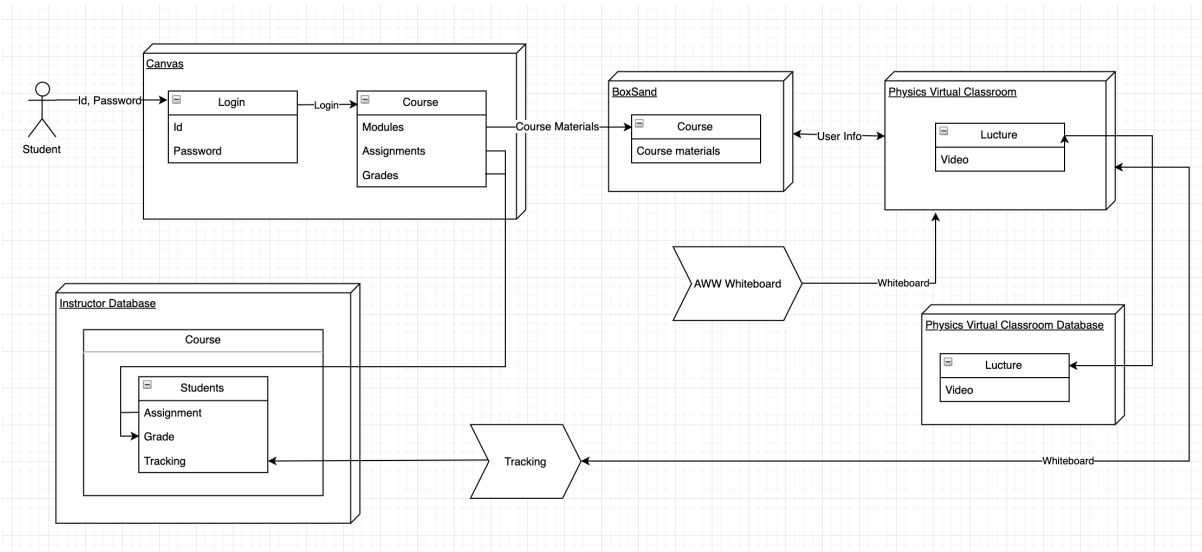 Canvas
Id, Password
Student
Login
Id
Password
Login
Course
Modules
Assignments
Grades
Course Materials
BoxSand
Course
Course materials
User Info
Physics Virtual Classroom
Lucture
Video
AWW Whiteboard
Whiteboard
Physics Virtual Classroom Database
Lucture
Video
Instructor Database
Course
Students
Assignment
Grade
Tracking
Tracking
Whiteboard